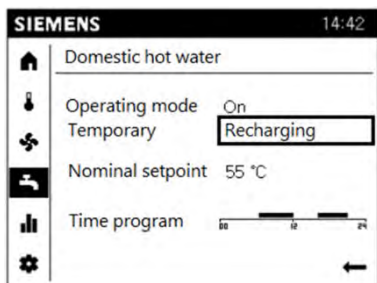 SIEMENS 14:42
Domestic hot water
Operating mode On
Temporary Recharging
Nominal setpoint 55 °C
Time program
00 12 24